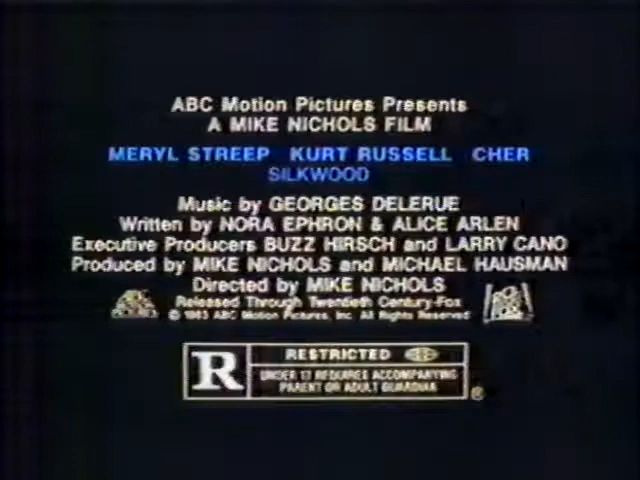 ABC Motion Pictures Presents
A MIKE NICHOLS FILM
MERYL STREEP KURT RUSSELL CHER
SILKWOOD
Music by GEORGES DELERUE
Written by NORA EPHRON & ALICE ARLEN
Executive Producers BUZZ HIRSCH and LARRY CANO
Produced by MIKE NICHOLS and MICHAEL HAUSMAN
Directed by MIKE NICHOLS
Released Through Twentieth Century-Fox
© 1983 ABC Motion Pictures, Inc. All Rights Reserved
R
RESTRICTED
UNDER 17 REQUIRES ACCOMPANYING
PARENT OR ADULT GUARDIAN
®